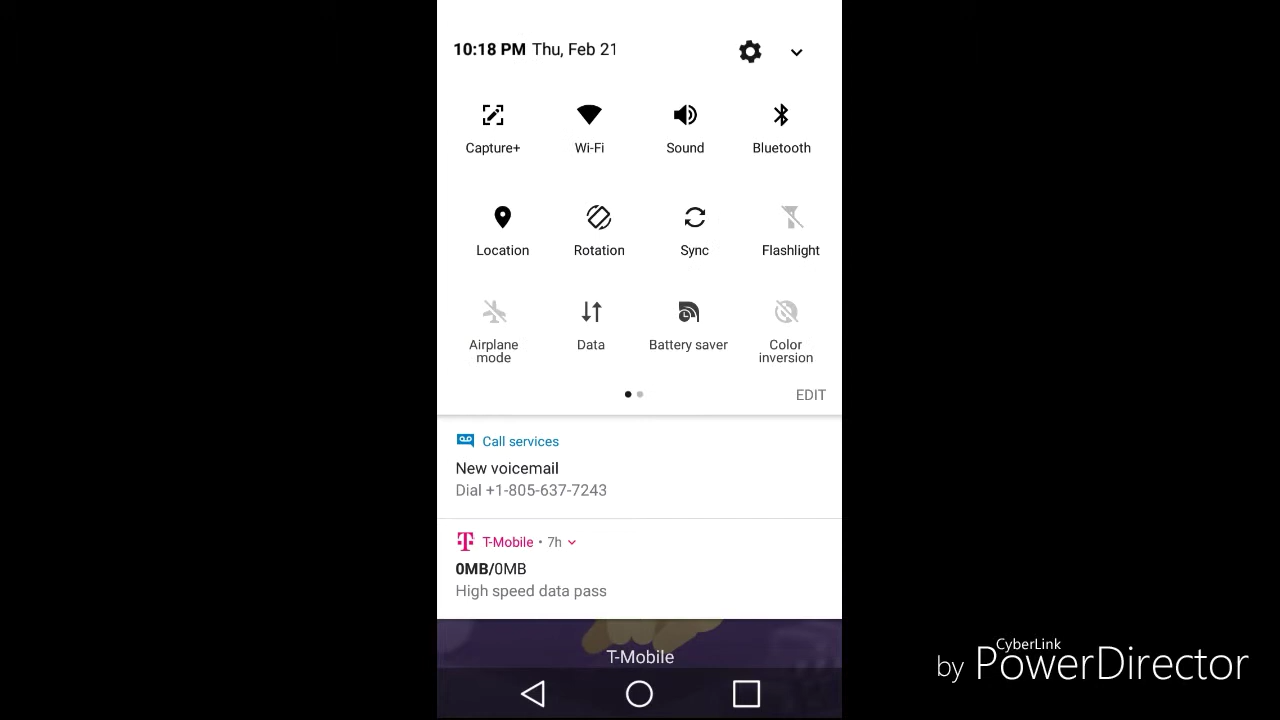 10:18 PM Thu, Feb 21
Capture+ Wi-Fi Sound Bluetooth
Location Rotation Sync Flashlight
Airplane mode Data Battery saver Color inversion
EDIT
Call services
New voicemail
Dial +1-805-637-7243
T-Mobile • 7h
0MB/0MB
High speed data pass
T-Mobile
by CyberLink PowerDirector